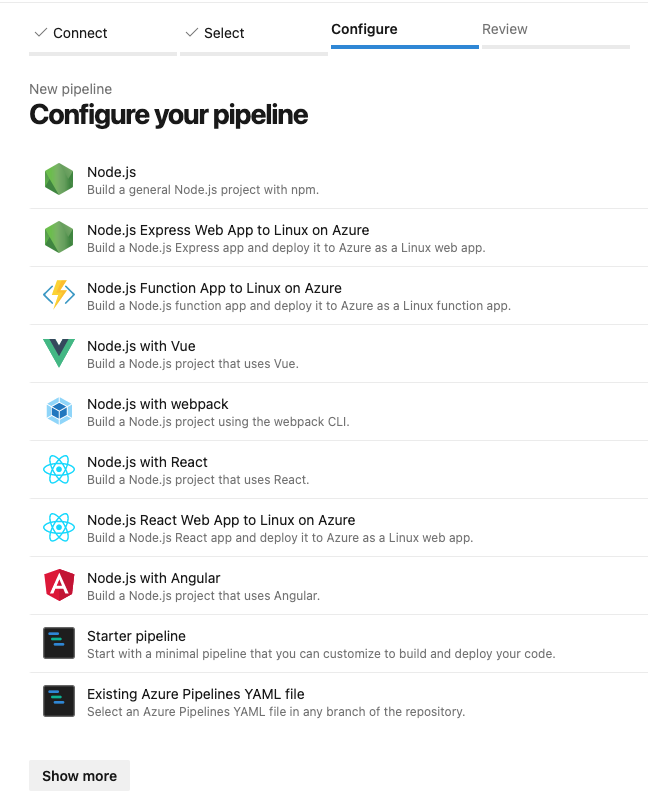 Connect
Select
Configure
Review
New pipeline
Configure your pipeline
Node.js
Build a general Node.js project with npm.
Node.js Express Web App to Linux on Azure
Build a Node.js Express app and deploy it to Azure as a Linux web app.
Node.js Function App to Linux on Azure
Build a Node.js function app and deploy it to Azure as a Linux function app.
Node.js with Vue
Build a Node.js project that uses Vue.
Node.js with webpack
Build a Node.js project using the webpack CLI.
Node.js with React
Build a Node.js project that uses React.
Node.js React Web App to Linux on Azure
Build a Node.js React app and deploy it to Azure as a Linux web app.
Node.js with Angular
Build a Node.js project that uses Angular.
Starter pipeline
Start with a minimal pipeline that you can customize to build and deploy your code.
Existing Azure Pipelines YAML file
Select an Azure Pipelines YAML file in any branch of the repository.
Show more